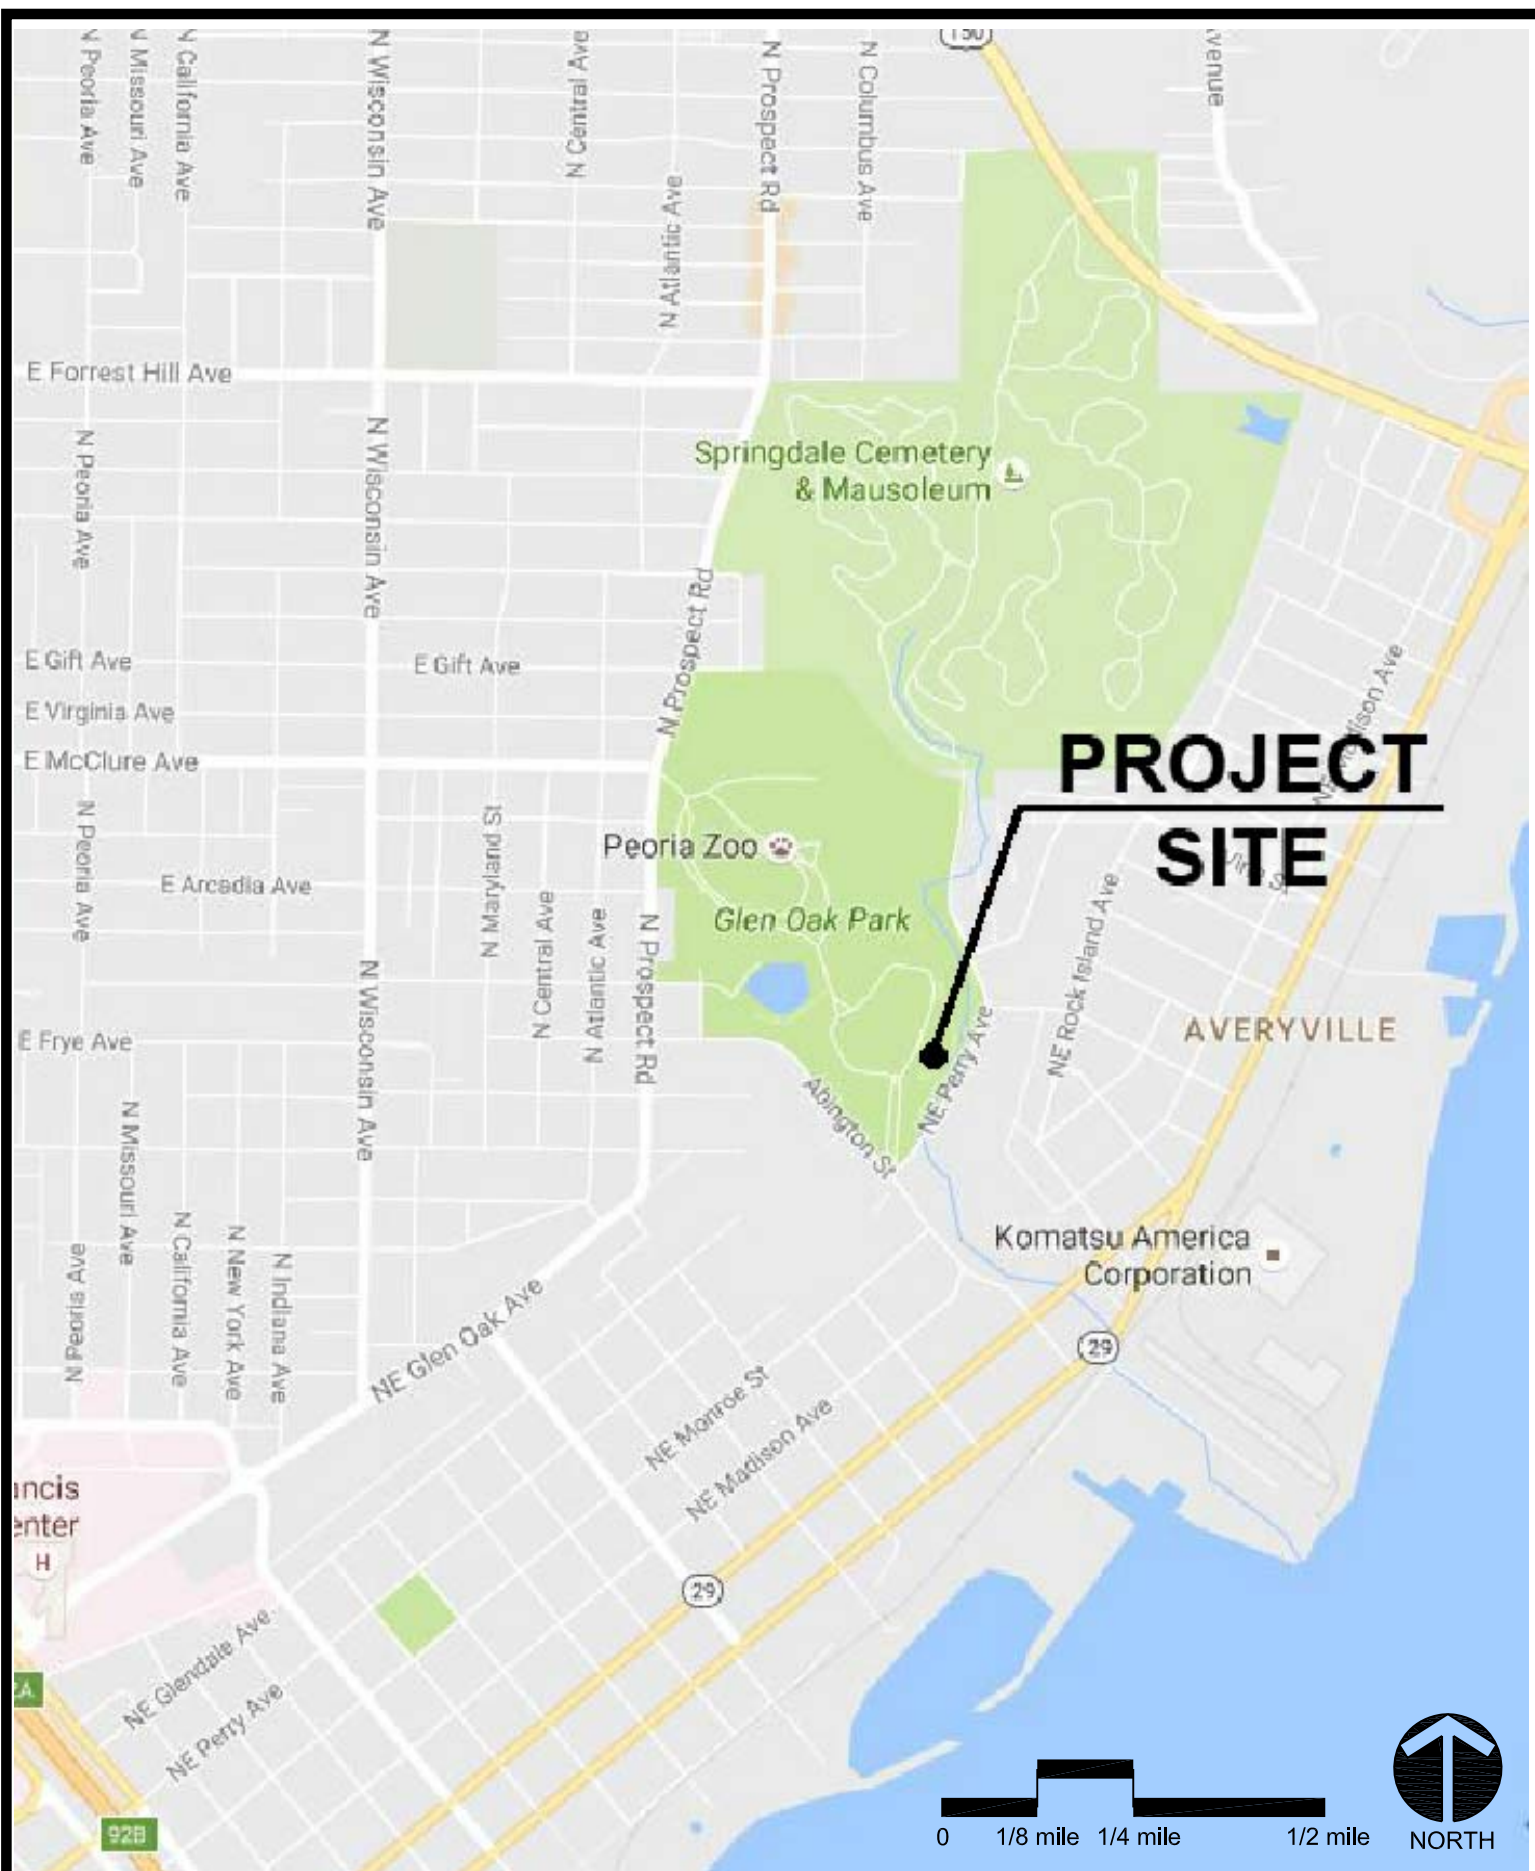 N Peoria Ave
N Missouri Ave
N California Ave
N Wisconsin Ave
N Central Ave
N Atlantic Ave
N Prospect Rd
N Columbus Ave
150
E Forrest Hill Ave
N Peoria Ave
N Wisconsin Ave
Springdale Cemetery
& Mausoleum
N Prospect Rd
E Gift Ave
E Gift Ave
E Virginia Ave
E McClure Ave
PROJECT
SITE
N Peoria Ave
N Maryland St
Peoria Zoo
E Arcadia Ave
Glen Oak Park
N Central Ave
N Atlantic Ave
N Prospect Rd
NE Rock Island Ave
N Wisconsin Ave
E Frye Ave
AVERYVILLE
NE Perry Ave
Abington St
N Missouri Ave
N California Ave
N New York Ave
N Indiana Ave
Komatsu America
Corporation
NE Glen Oak Ave
29
NE Monroe St
NE Madison Ave
H
29
NE Glendale Ave
NE Perry Ave
92B
0 1/8 mile 1/4 mile 1/2 mile
NORTH